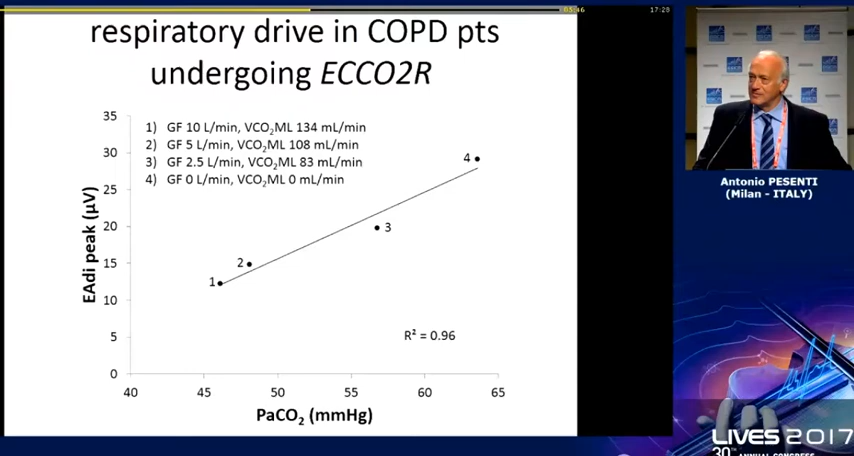 03:46
17:28
respiratory drive in COPD pts
undergoing ECCO2R
1) GF 10 L/min, VCO₂ML 134 mL/min
2) GF 5 L/min, VCO₂ML 108 mL/min
3) GF 2.5 L/min, VCO₂ML 83 mL/min
4) GF 0 L/min, VCO₂ML 0 mL/min
EAdi peak (µV)
35
30
25
20
15
10
5
0
1
2
3
4
R² = 0.96
40
45
50
55
60
65
PaCO₂ (mmHg)
Antonio PESENTI
(Milan - ITALY)
LIVES 2017
30TH ANNUAL CONGRESS